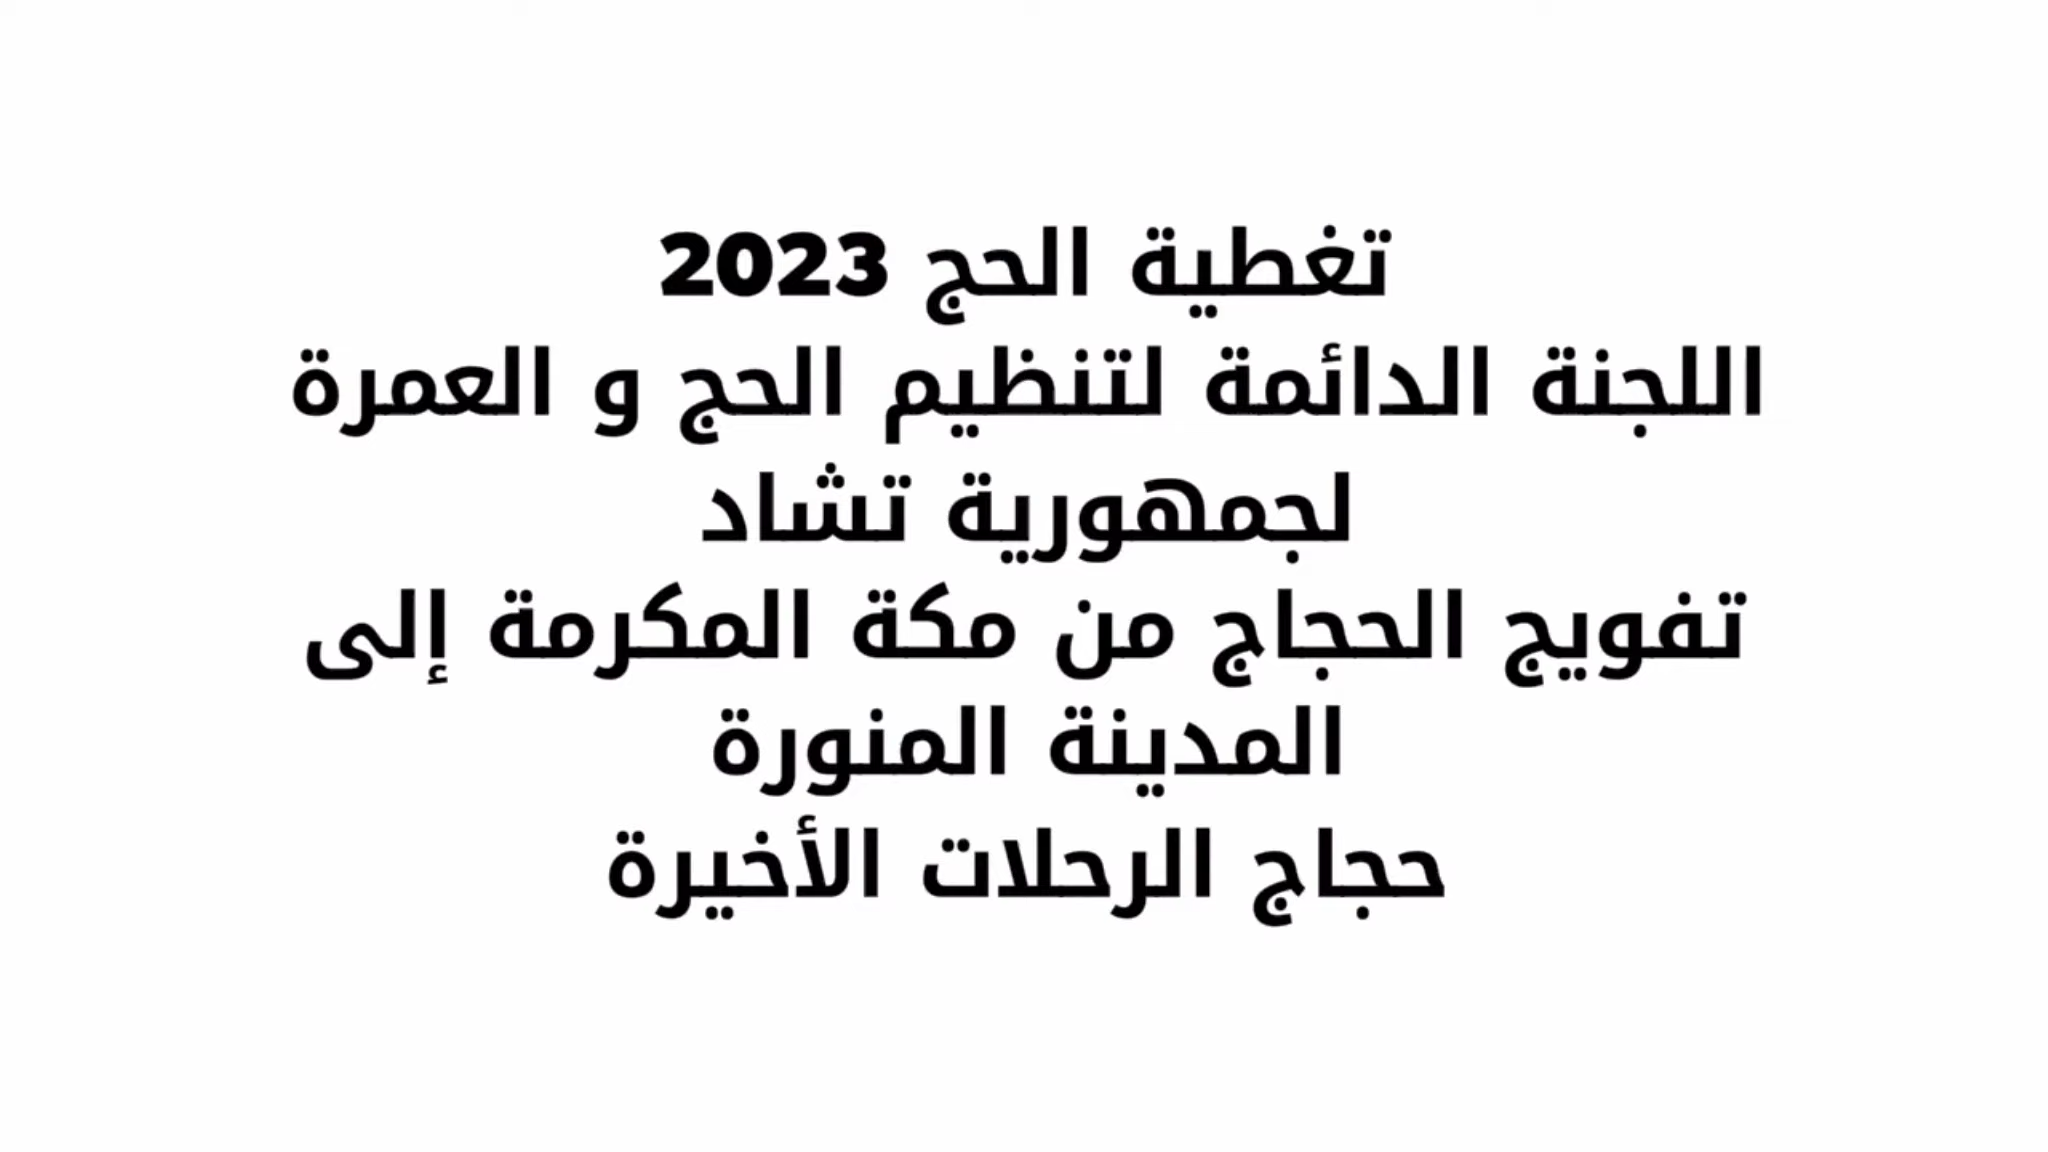 تغطية الحج 2023
اللجنة الدائمة لتنظيم الحج و العمرة
لجمهورية تشاد
تفويج الحجاج من مكة المكرمة إلى
المدينة المنورة
حجاج الرحلات الأخيرة